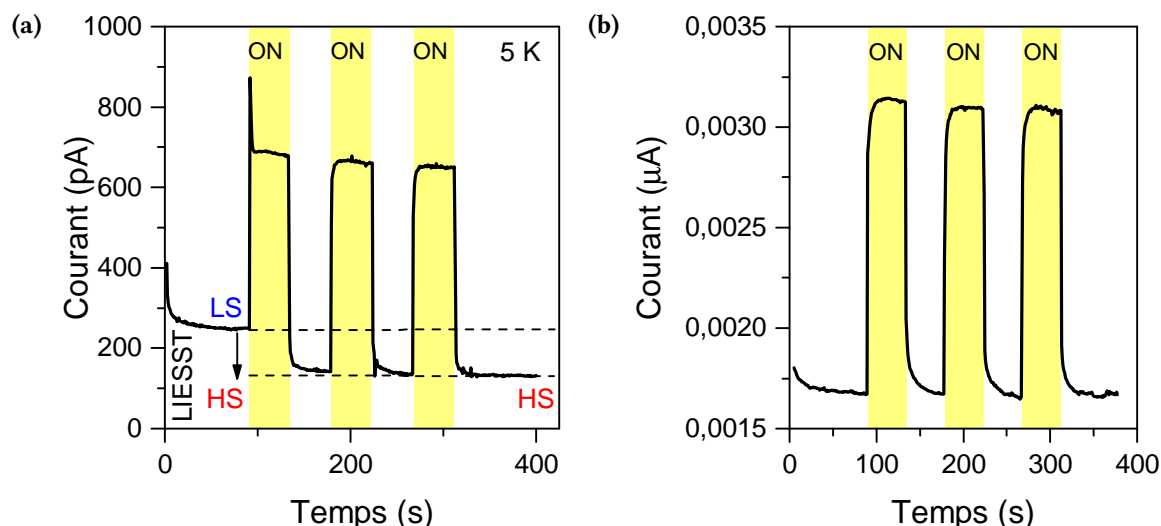 (a)
1000
800
600
400
200
0
Courant (pA)
ON
ON
ON
5 K
LS
LIESST
HS
HS
0
200
400
Temps (s)
(b)
0,0035
0,0030
0,0025
0,0020
0,0015
Courant (μA)
ON
ON
ON
0
100
200
300
400
Temps (s)